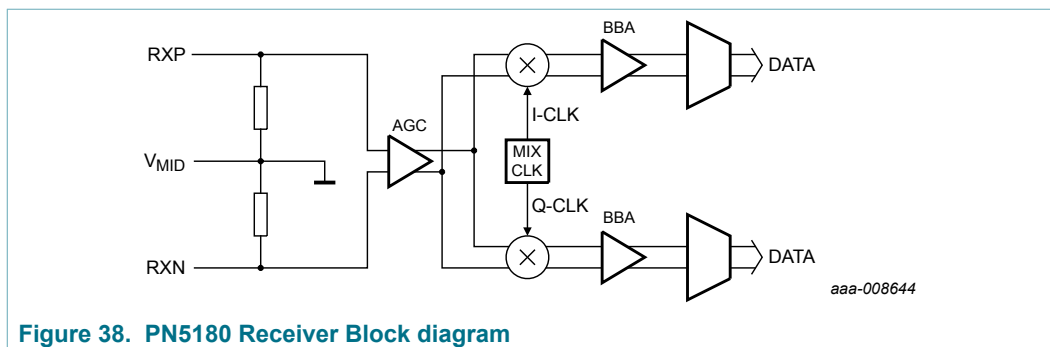 RXP
BBA
DATA
I-CLK
AGC
MIX
CLK
VMID
Q-CLK
BBA
RXN
DATA
aaa-008644
Figure 38. PN5180 Receiver Block diagram